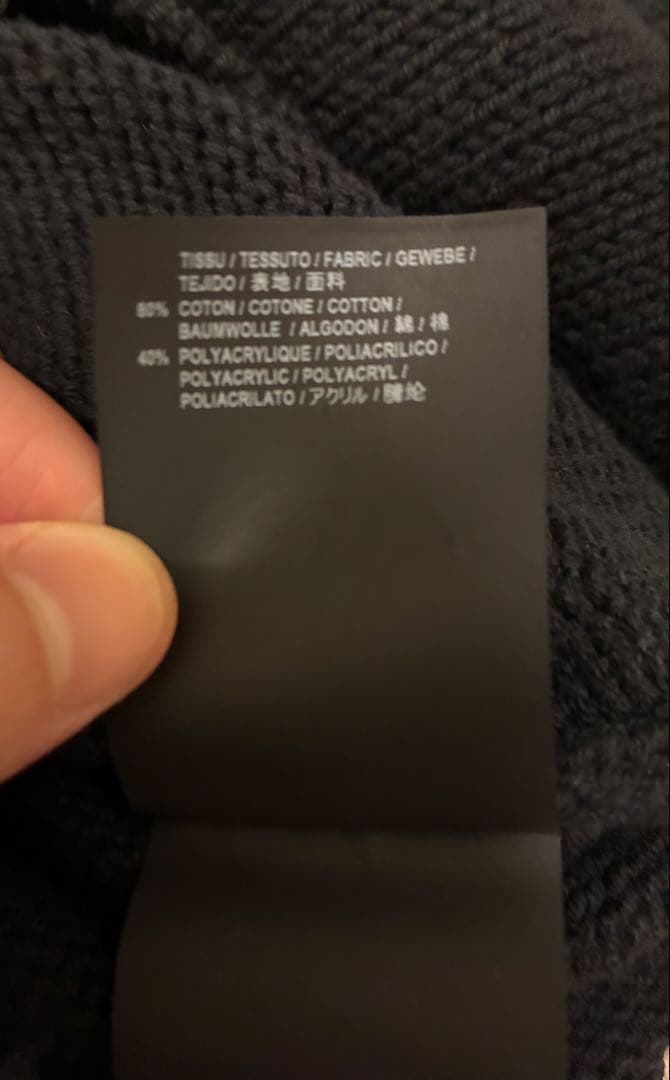 TISSU / TESSUTO / FABRIC / GEWEBE /
TEJIDO / 表地 / 面料
60% COTON / COTONE / COTTON /
BAUMWOLLE / ALGODON / 綿 / 棉
40% POLYACRYLIQUE / POLIACRILICO /
POLYACRYLIC / POLYACRYL /
POLIACRILATO / アクリル / 腈纶